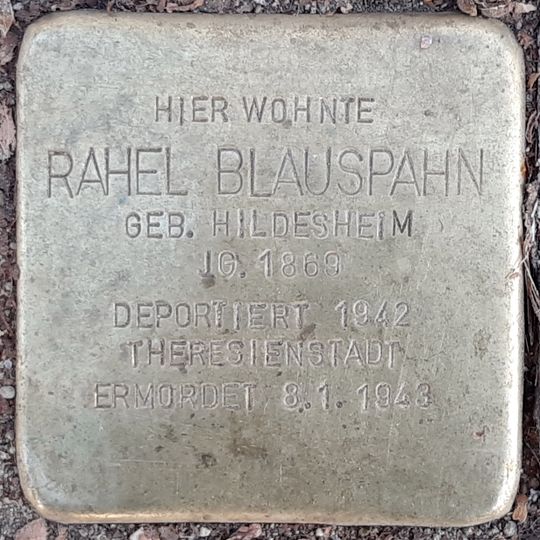 HIER WOHNTE
RAHEL BLAUSPAHN
GEB. HILDESHEIM
JG. 1869
DEPORTIERT 1942
THERESIENSTADT
ERMORDET 8.1.1943